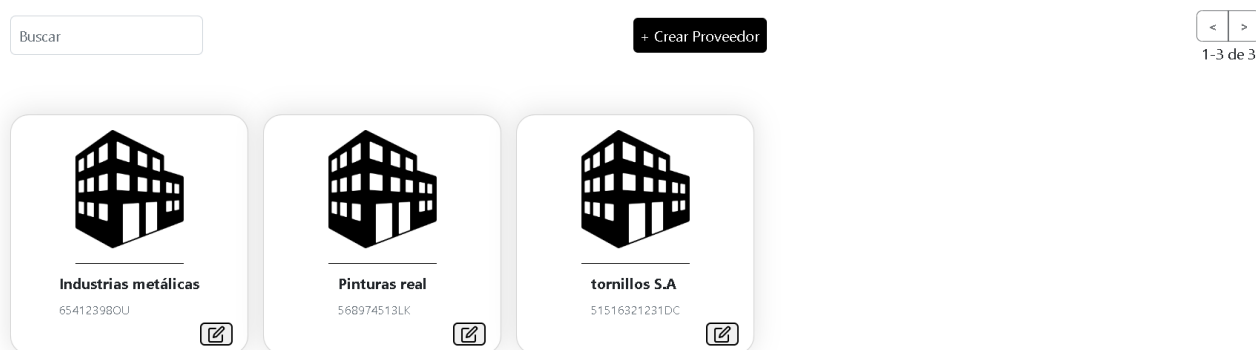 Buscar
+ Crear Proveedor
< >
1-3 de 3
Industrias metálicas
65412398OU
Pinturas real
568974513LK
tornillos S.A
51516321231DC